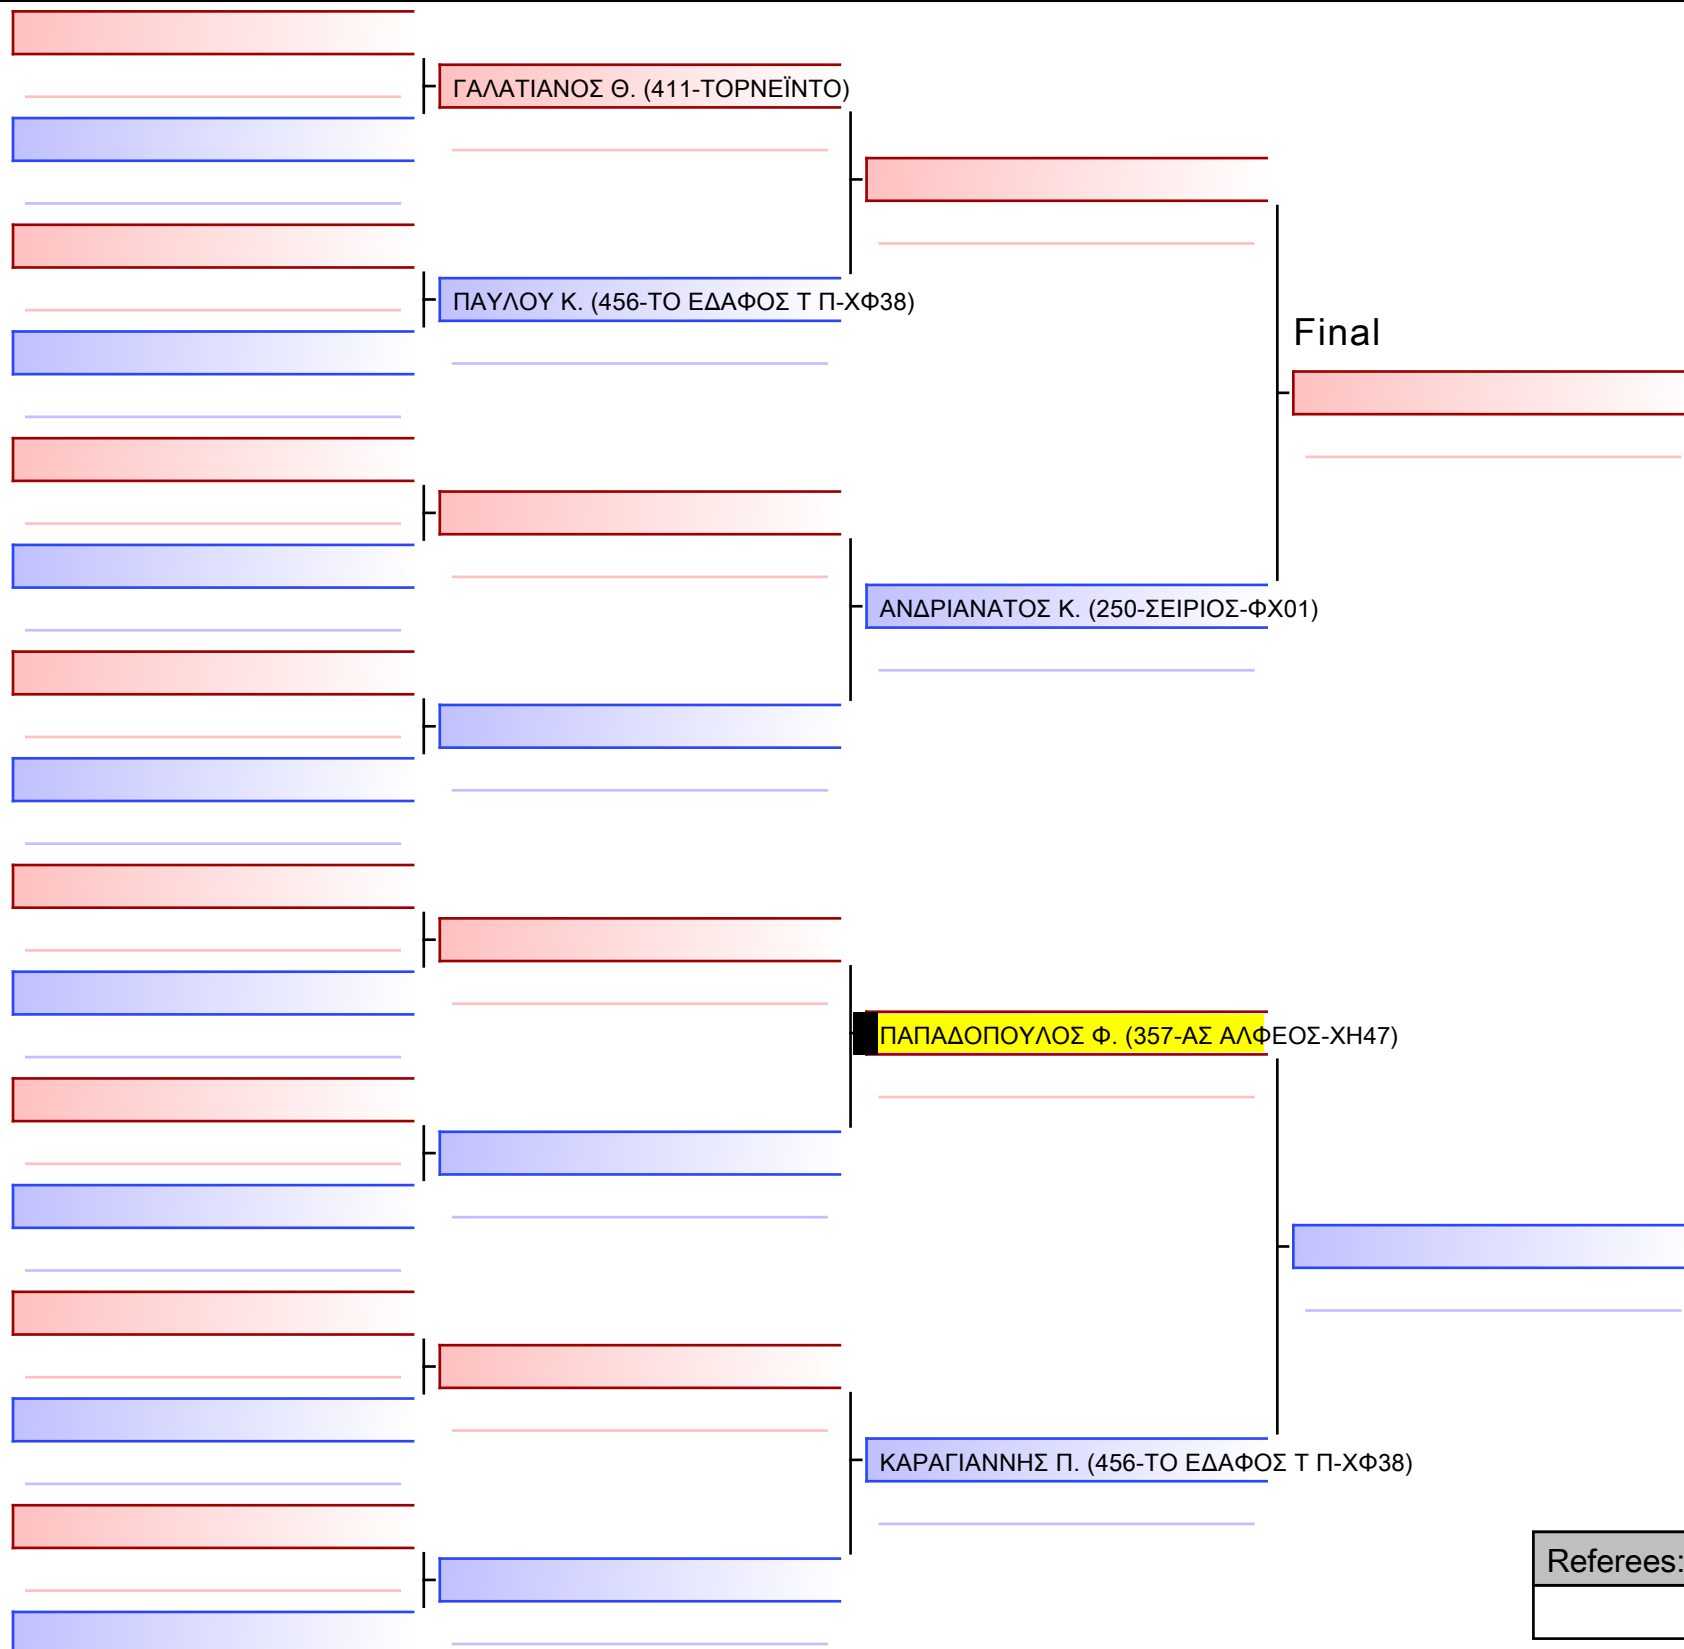 ΓΑΛΑΤΙΑΝΟΣ Θ. (411-ΤΟΡΝΕΪΝΤΟ)
ΠΑΥΛΟΥ Κ. (456-ΤΟ ΕΔΑΦΟΣ Τ Π-ΧΦ38)
Final
ΑΝΔΡΙΑΝΑΤΟΣ Κ. (250-ΣΕΙΡΙΟΣ-ΦΧ01)
ΠΑΠΑΔΟΠΟΥΛΟΣ Φ. (357-ΑΣ ΑΛΦΕΟΣ-ΧΗ47)
ΚΑΡΑΓΙΑΝΝΗΣ Π. (456-ΤΟ ΕΔΑΦΟΣ Τ Π-ΧΦ38)
Referees: